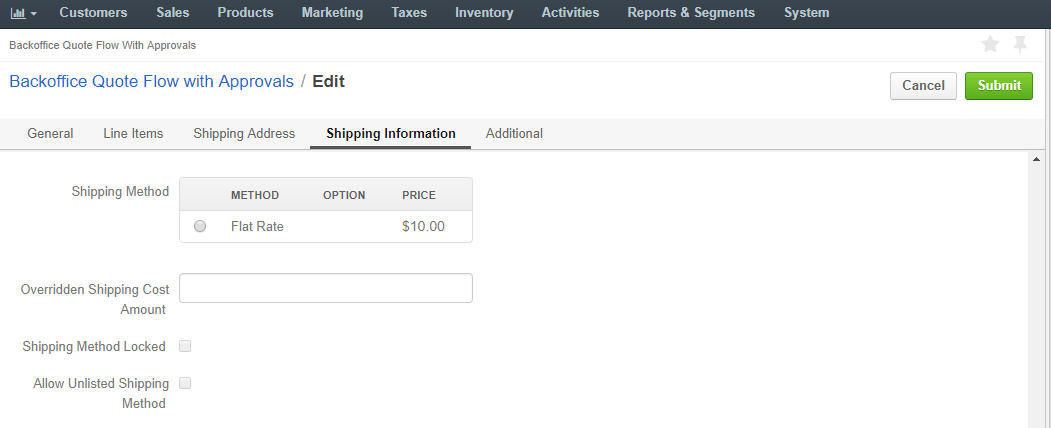 Customers Sales Products Marketing Taxes Inventory Activities Reports & Segments System
Backoffice Quote Flow With Approvals
Backoffice Quote Flow with Approvals / Edit
Cancel Submit
General Line Items Shipping Address Shipping Information Additional
Shipping Method
METHOD OPTION PRICE
Flat Rate $10.00
Overridden Shipping Cost
Amount
Shipping Method Locked
Allow Unlisted Shipping
Method